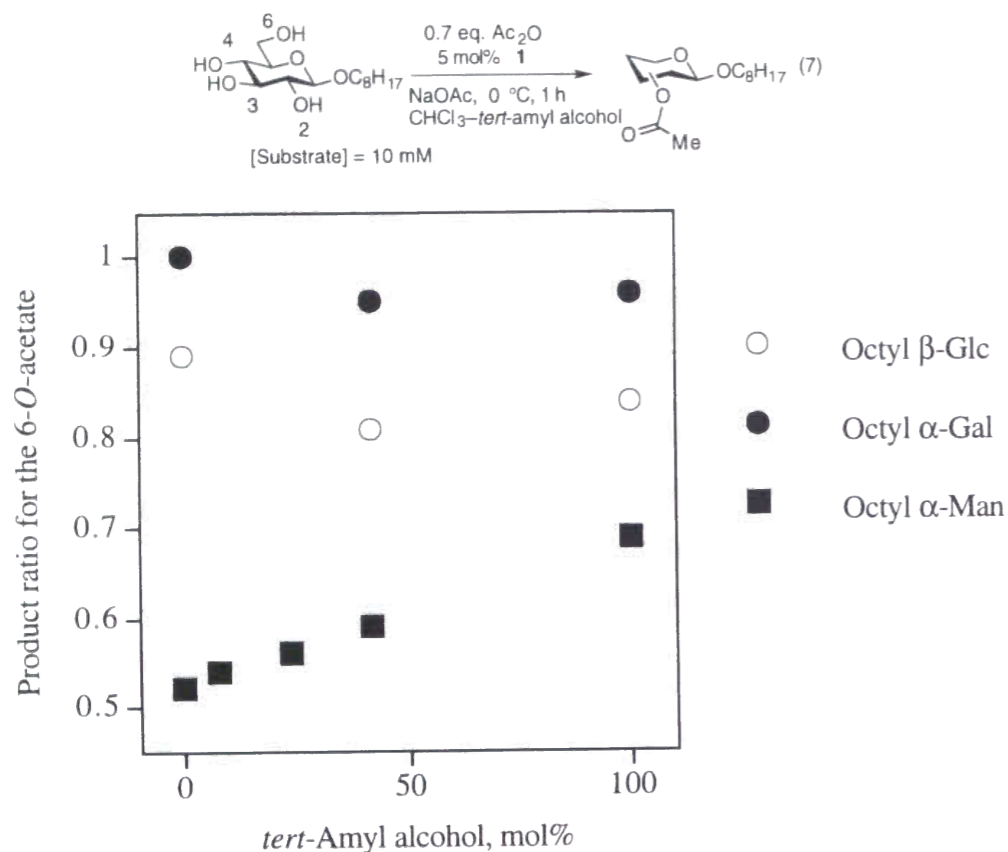 6
OH
4
HO
O
HO
OC₈H₁₇
3
OH
2
[Substrate] = 10 mM
0.7 eq. Ac₂O
5 mol% 1
NaOAc, 0 °C, 1 h
CHCl₃–tert-amyl alcohol
O
OC₈H₁₇ (7)
O
O
Me
Product ratio for the 6-O-acetate
1
0.9
0.8
0.7
0.6
0.5
0
50
100
tert-Amyl alcohol, mol%
Octyl β-Glc
Octyl α-Gal
Octyl α-Man